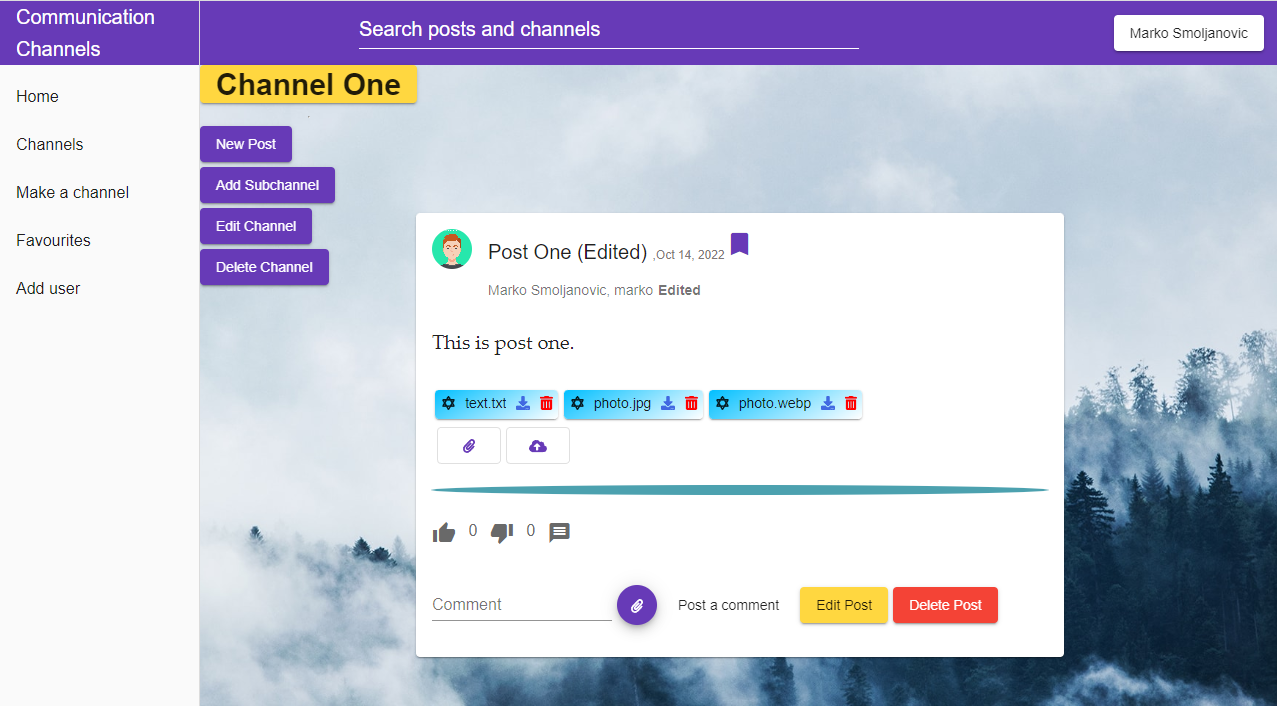 Communication
Channels
Search posts and channels
Marko Smoljanovic
Home
Channels
Make a channel
Favourites
Add user
Channel One
New Post
Add Subchannel
Edit Channel
Delete Channel
Post One (Edited) ,Oct 14, 2022
Marko Smoljanovic, marko Edited
This is post one.
text.txt photo.jpg photo.webp
0 0
Comment Post a comment Edit Post Delete Post